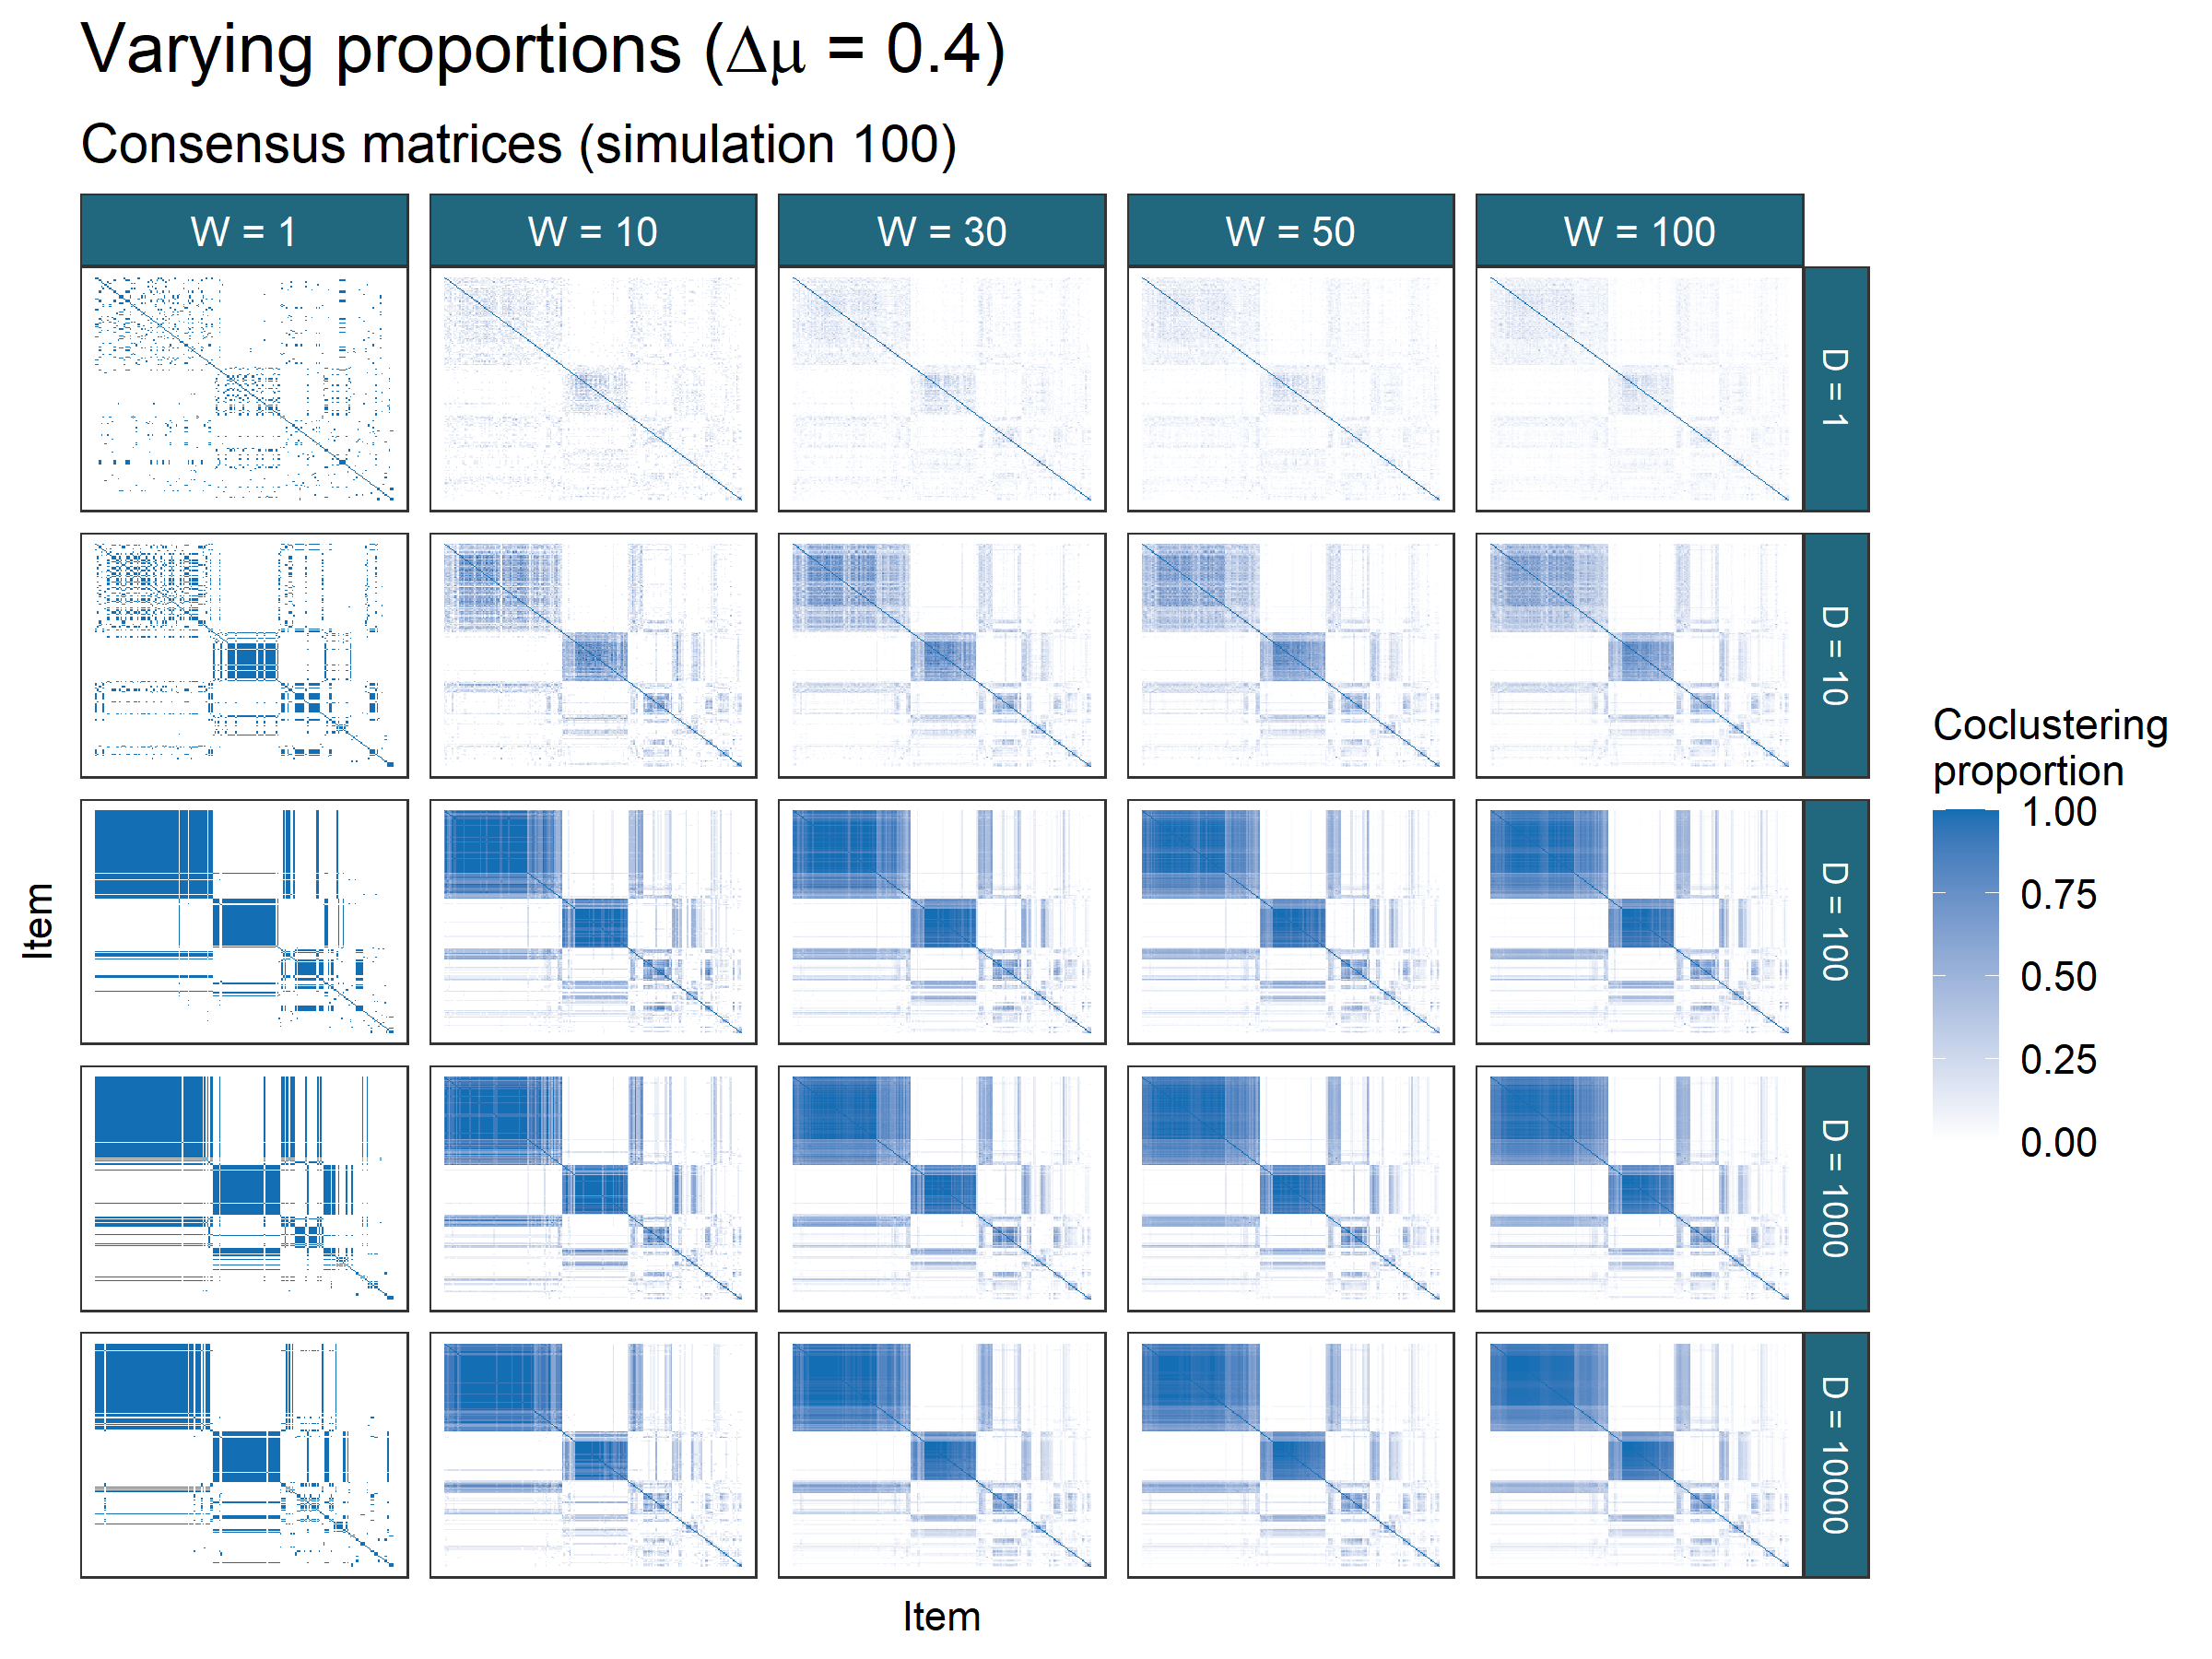 Varying proportions (Δμ = 0.4)
Consensus matrices (simulation 100)
W = 1
W = 10
W = 30
W = 50
W = 100
D = 1
D = 10
D = 100
D = 1000
D = 10000
Item
Item
Coclustering
proportion
1.00
0.75
0.50
0.25
0.00